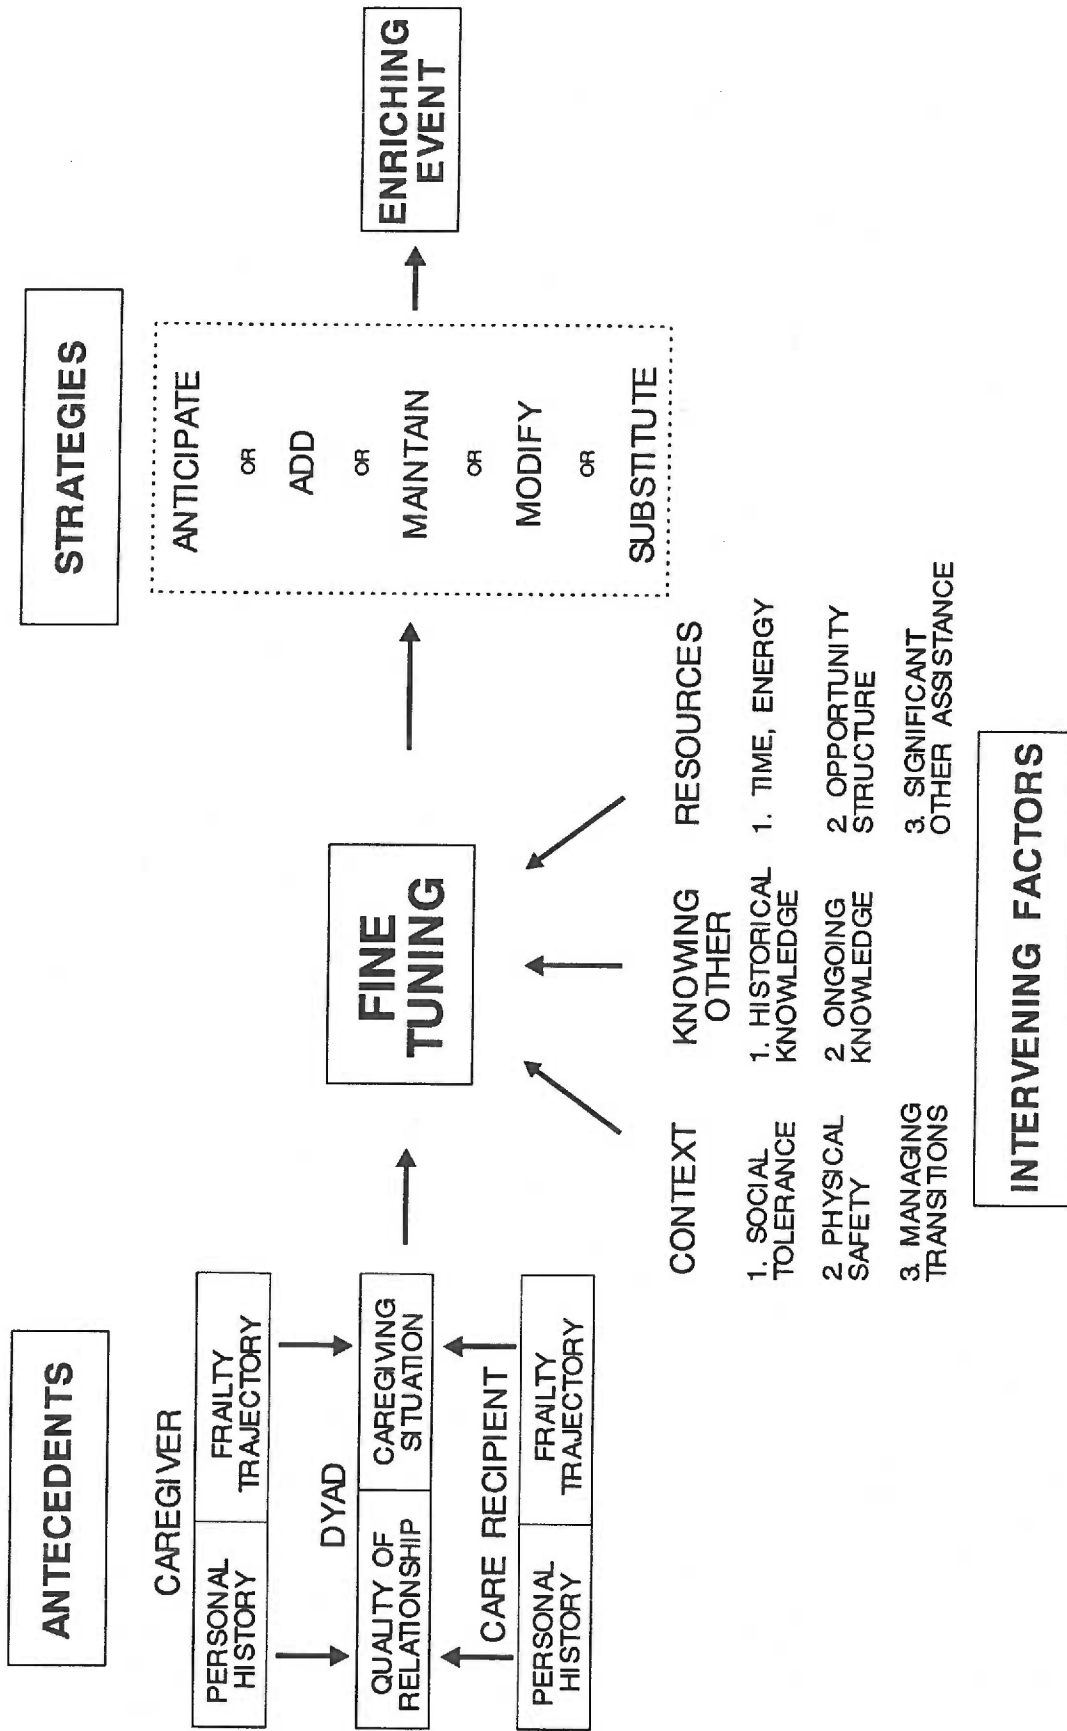 ANTECEDENTS
CAREGIVER
PERSONAL
HISTORY
FRAILTY
TRAJECTORY
DYAD
QUALITY OF
RELATIONSHIP
CAREGIVING
SITUATION
CARE RECIPIENT
PERSONAL
HISTORY
FRAILTY
TRAJECTORY
FINE
TUNING
CONTEXT
1. SOCIAL
TOLERANCE
2. PHYSICAL
SAFETY
3. MANAGING
TRANSITIONS
KNOWING
OTHER
1. HISTORICAL
KNOWLEDGE
2. ONGOING
KNOWLEDGE
RESOURCES
1. TIME, ENERGY
2. OPPORTUNITY
STRUCTURE
3. SIGNIFICANT
OTHER ASSISTANCE
INTERVENING FACTORS
STRATEGIES
ANTICIPATE
OR
ADD
OR
MAINTAIN
OR
MODIFY
OR
SUBSTITUTE
ENRICHING
EVENT